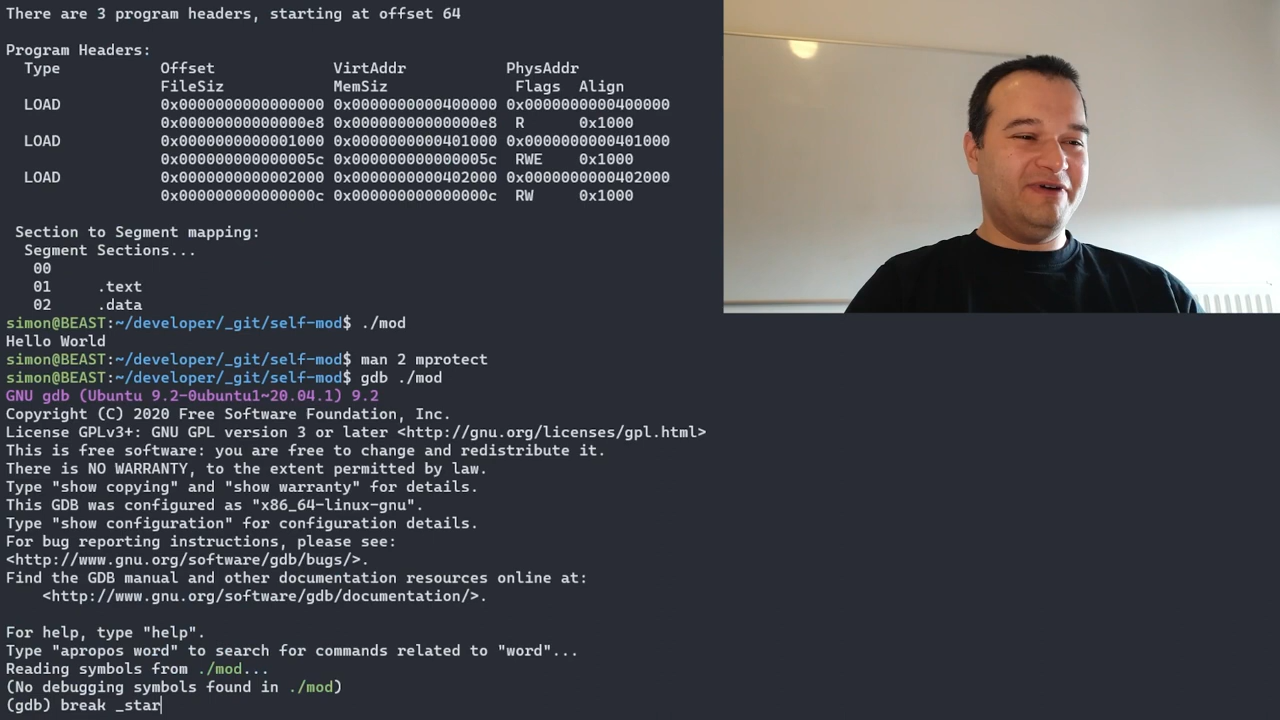 There are 3 program headers, starting at offset 64
Program Headers:
Type Offset VirtAddr PhysAddr
FileSiz MemSiz Flags Align
LOAD 0x0000000000000000 0x0000000000400000 0x0000000000400000
0x00000000000000e8 0x00000000000000e8 R 0x1000
LOAD 0x0000000000001000 0x0000000000401000 0x0000000000401000
0x000000000000005c 0x000000000000005c RWE 0x1000
LOAD 0x0000000000002000 0x0000000000402000 0x0000000000402000
0x000000000000000c 0x000000000000000c RW 0x1000
Section to Segment mapping:
Segment Sections...
00
01 .text
02 .data
simon@BEAST:~/developer/_git/self-mod$ ./mod
Hello World
simon@BEAST:~/developer/_git/self-mod$ man 2 mprotect
simon@BEAST:~/developer/_git/self-mod$ gdb ./mod
GNU gdb (Ubuntu 9.2-0ubuntu1~20.04.1) 9.2
Copyright (C) 2020 Free Software Foundation, Inc.
License GPLv3+: GNU GPL version 3 or later <http://gnu.org/licenses/gpl.html>
This is free software: you are free to change and redistribute it.
There is NO WARRANTY, to the extent permitted by law.
Type "show copying" and "show warranty" for details.
This GDB was configured as "x86_64-linux-gnu".
Type "show configuration" for configuration details.
For bug reporting instructions, please see:
<http://www.gnu.org/software/gdb/bugs/>.
Find the GDB manual and other documentation resources online at:
<http://www.gnu.org/software/gdb/documentation/>.
For help, type "help".
Type "apropos word" to search for commands related to "word"...
Reading symbols from ./mod...
(No debugging symbols found in ./mod)
(gdb) break _star